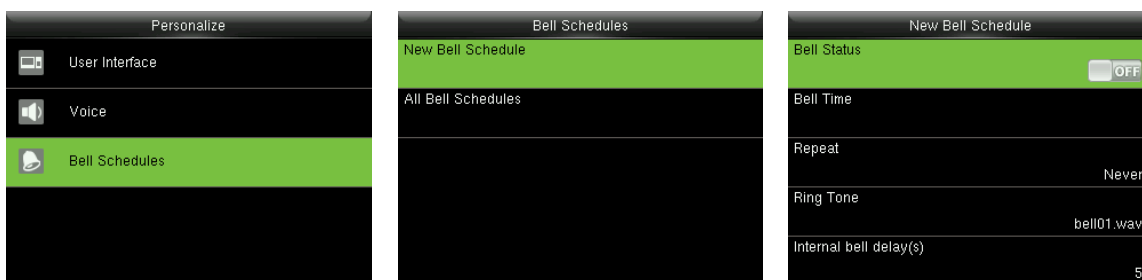 Personalize
User Interface
Voice
Bell Schedules
Bell Schedules
New Bell Schedule
All Bell Schedules
New Bell Schedule
Bell Status
OFF
Bell Time
Repeat
Never
Ring Tone
bell01.wav
Internal bell delay(s)
5